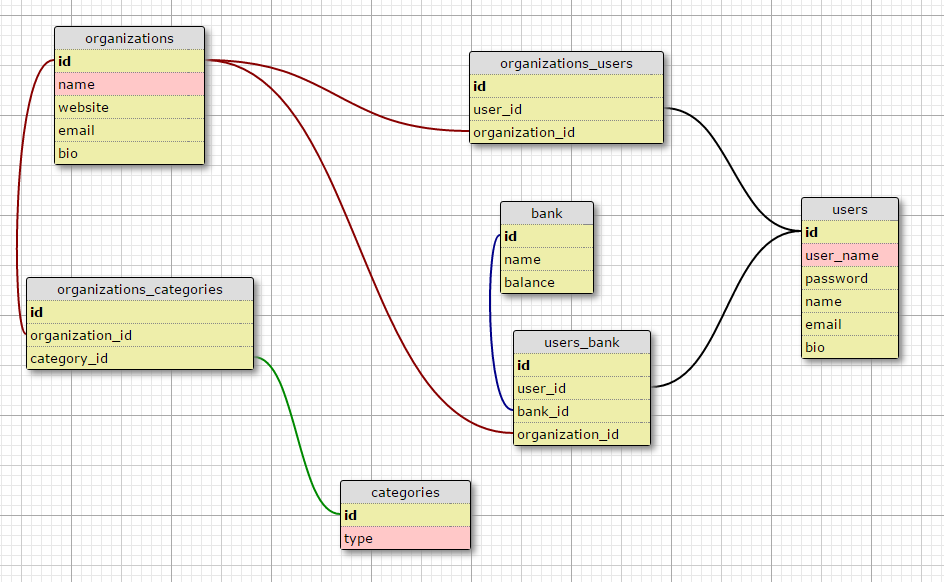 organizations
id
name
website
email
bio
organizations_users
id
user_id
organization_id
bank
id
name
balance
users
id
user_name
password
name
email
bio
organizations_categories
id
organization_id
category_id
users_bank
id
user_id
bank_id
organization_id
categories
id
type